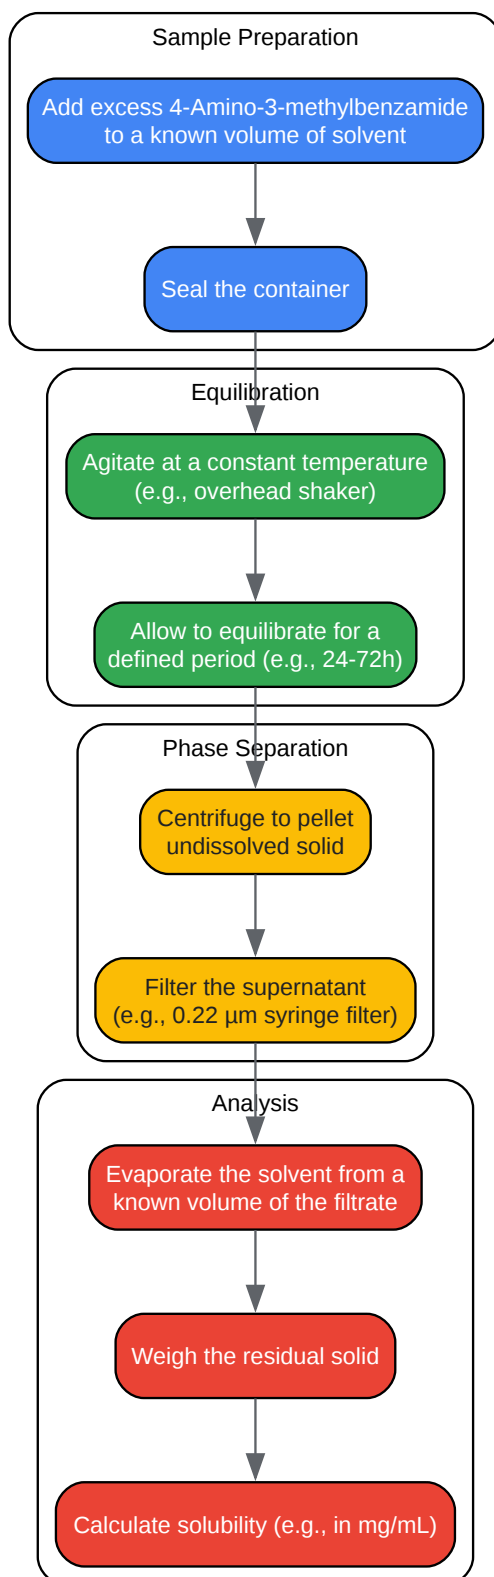 Sample Preparation
Add excess 4-Amino-3-methylbenzamide
to a known volume of solvent
Seal the container
Equilibration
Agitate at a constant temperature
(e.g., overhead shaker)
Allow to equilibrate for a
defined period (e.g., 24-72h)
Phase Separation
Centrifuge to pellet
undissolved solid
Filter the supernatant
(e.g., 0.22 µm syringe filter)
Analysis
Evaporate the solvent from a
known volume of the filtrate
Weigh the residual solid
Calculate solubility (e.g., in mg/mL)